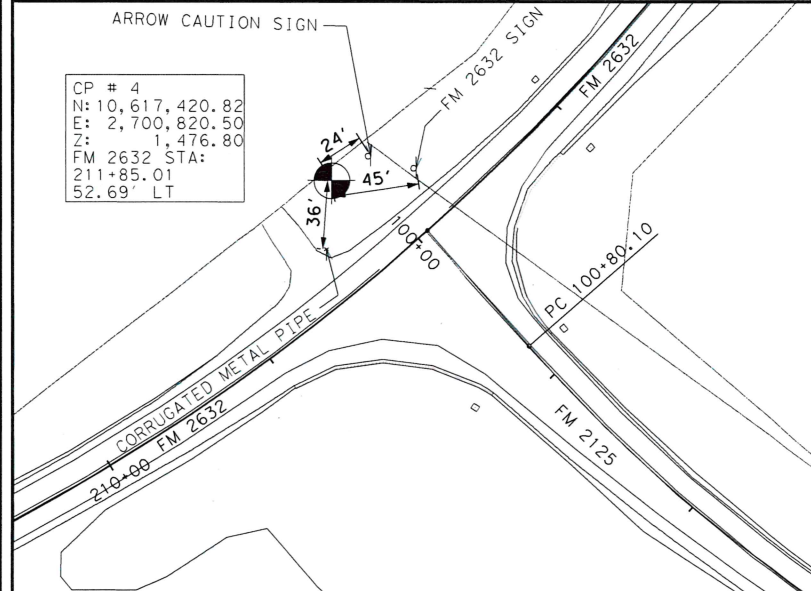 ARROW CAUTION SIGN
CP # 4
N: 10,617,420.82
E: 2,700,820.50
Z: 1,476.80
FM 2632 STA:
211+85.01
52.69' LT
FM 2632 SIGN
FM 2632
24'
45'
36'
100+00
PC 100+80.10
CORRUGATED METAL PIPE
FM 2632
210+00
FM 2125